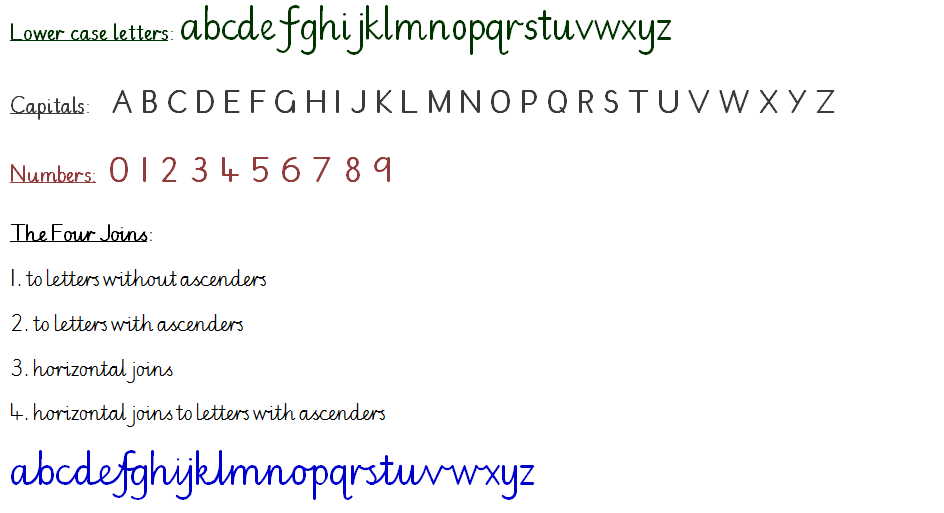 Lower case letters: abcdefghijklmnopqrstuvwxyz
Capitals: A B C D E F G H I J K L M N O P Q R S T U V W X Y Z
Numbers: 0 1 2 3 4 5 6 7 8 9
The Four Joins:
1. to letters without ascenders
2. to letters with ascenders
3. horizontal joins
4. horizontal joins to letters with ascenders
abcdefghijklmnopqrstuvwxyz